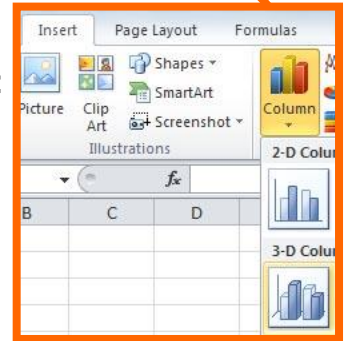 Insert Page Layout Formulas
Picture Clip Art Shapes SmartArt Screenshot Column
Illustrations
fx
2-D Colu
B C D
3-D Colu